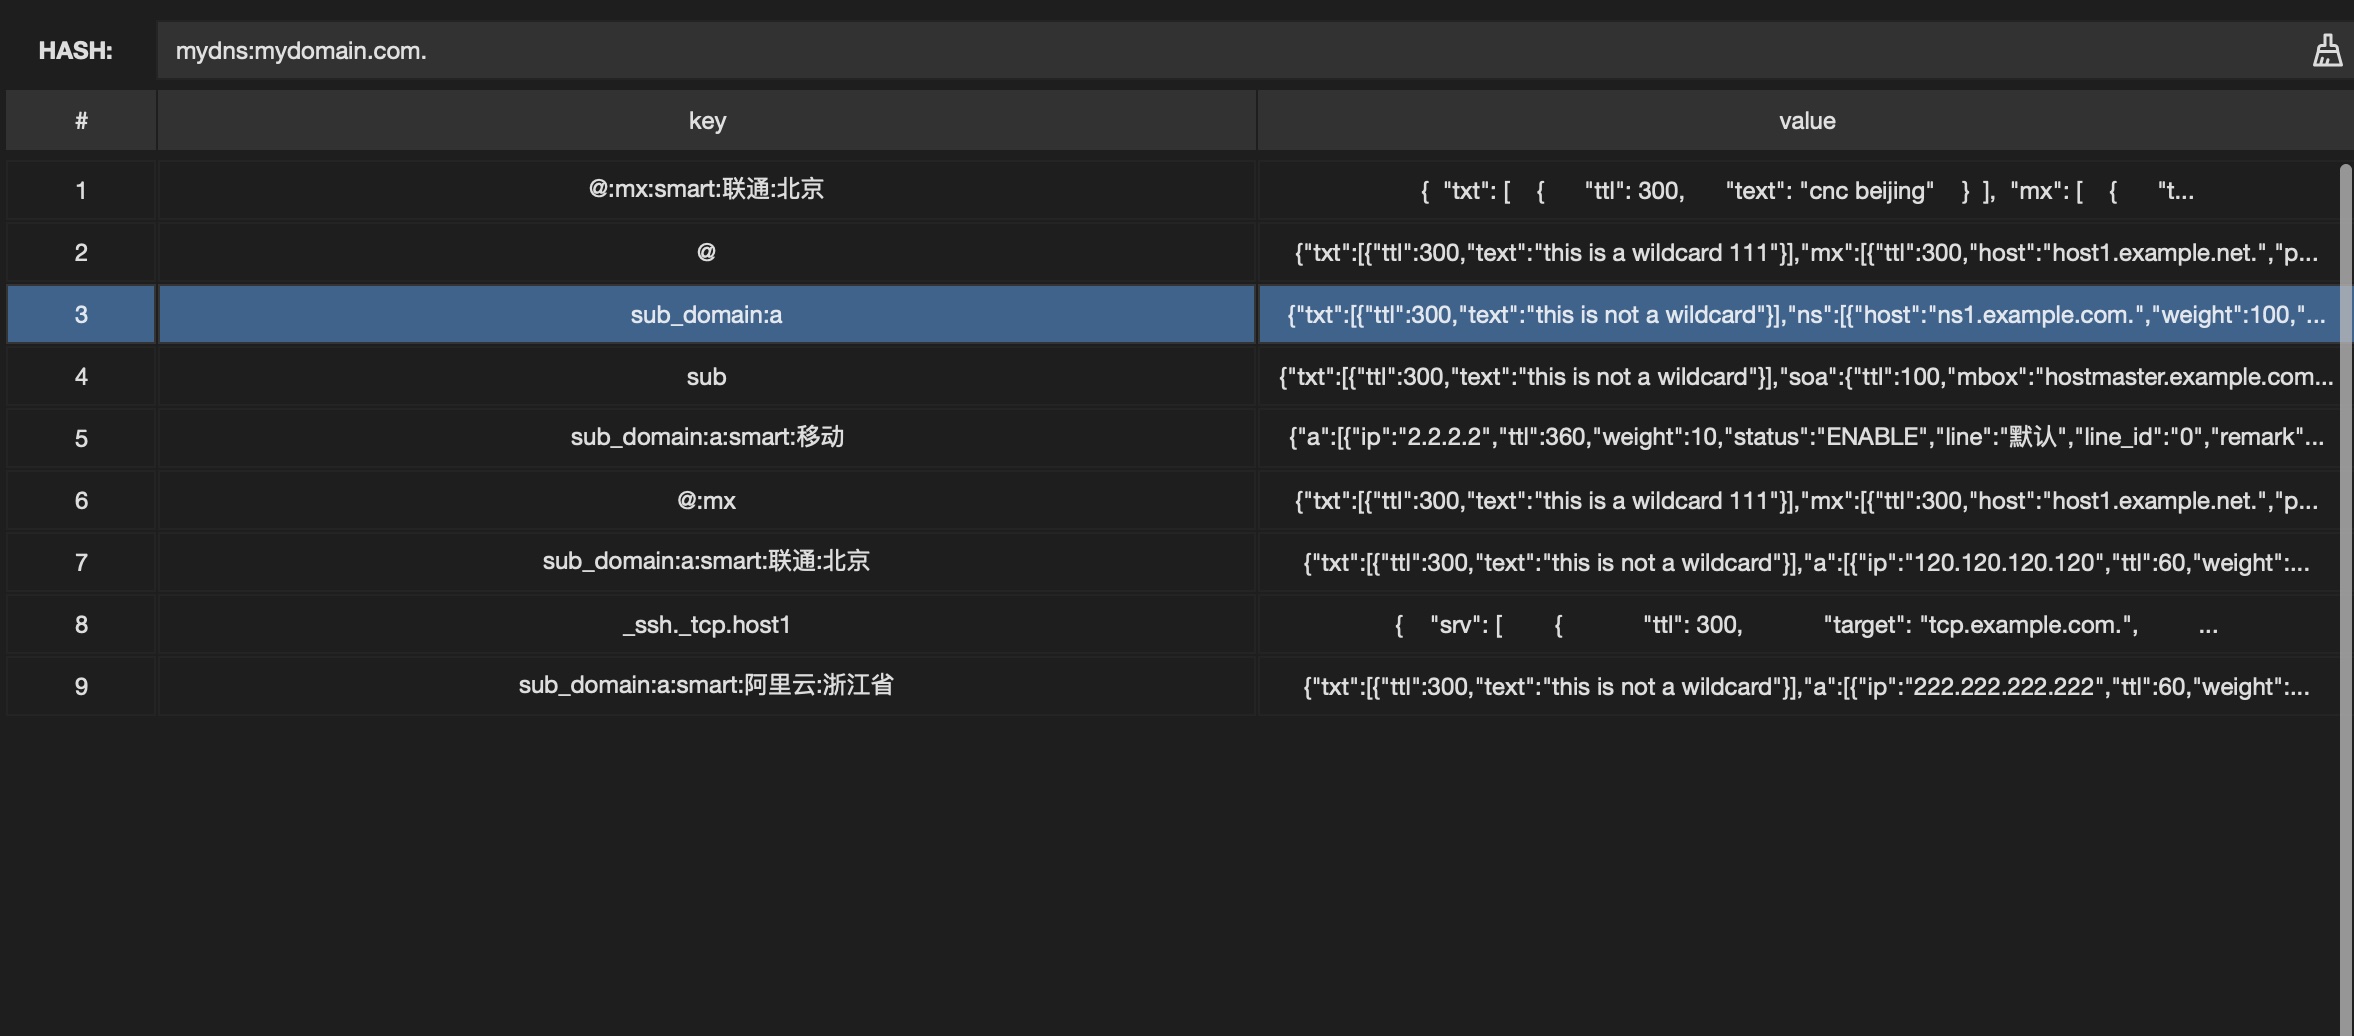 HASH: mydns:mydomain.com.
# key value
1 @:mx:smart:联通:北京 { "txt": [ { "ttl": 300, "text": "cnc beijing" } ], "mx": [ { "t...
2 @ {"txt":[{"ttl":300,"text":"this is a wildcard 111"}],"mx":[{"ttl":300,"host":"host1.example.net.","p...
3 sub_domain:a {"txt":[{"ttl":300,"text":"this is not a wildcard"}],"ns":[{"host":"ns1.example.com.","weight":100,"...
4 sub {"txt":[{"ttl":300,"text":"this is not a wildcard"}],"soa":{"ttl":100,"mbox":"hostmaster.example.com...
5 sub_domain:a:smart:移动 {"a":[{"ip":"2.2.2.2","ttl":360,"weight":10,"status":"ENABLE","line":"默认","line_id":"0","remark"...
6 @:mx {"txt":[{"ttl":300,"text":"this is a wildcard 111"}],"mx":[{"ttl":300,"host":"host1.example.net.","p...
7 sub_domain:a:smart:联通:北京 {"txt":[{"ttl":300,"text":"this is not a wildcard"}],"a":[{"ip":"120.120.120.120","ttl":60,"weight":...
8 _ssh._tcp.host1 { "srv": [ { "ttl": 300, "target": "tcp.example.com.", ...
9 sub_domain:a:smart:阿里云:浙江省 {"txt":[{"ttl":300,"text":"this is not a wildcard"}],"a":[{"ip":"222.222.222.222","ttl":60,"weight":...